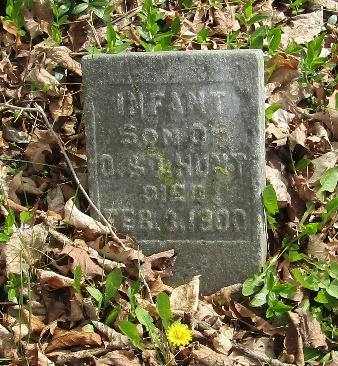 INFANT
SON OF
HUNT
DIED
FEB. 3, 1900